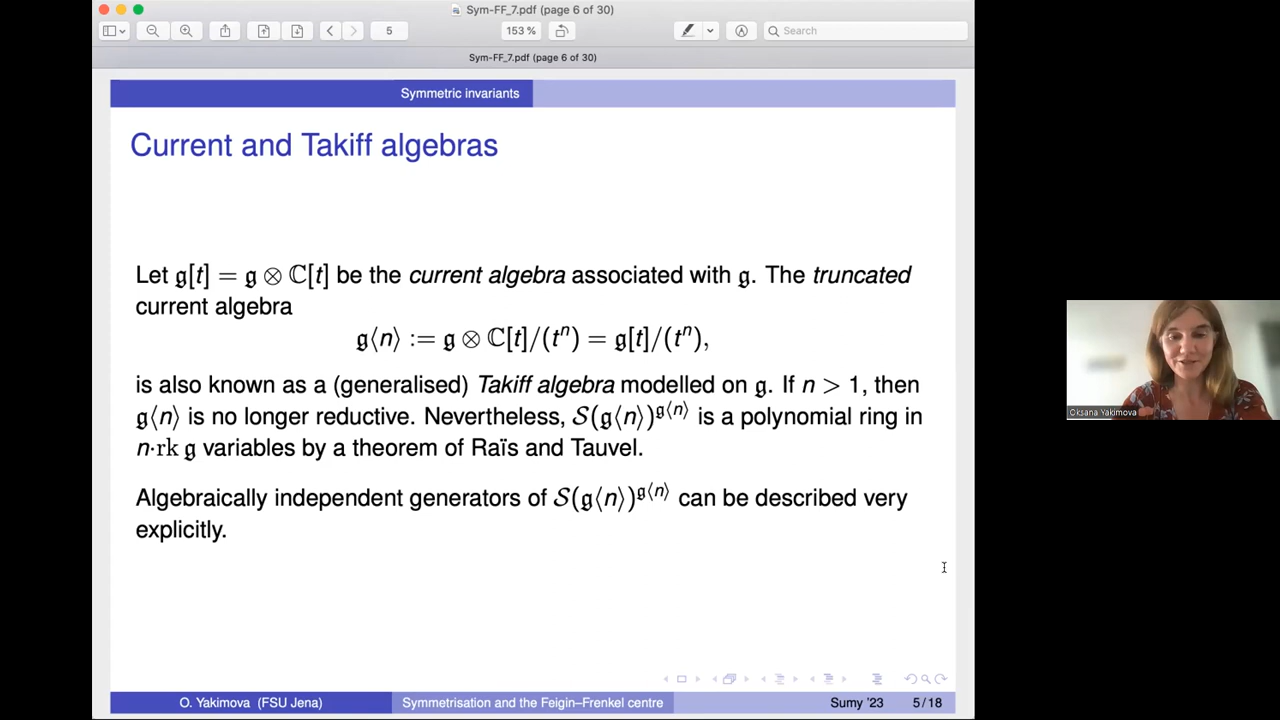 Sym-FF_7.pdf (page 6 of 30)
5
153 %
Search
Sym-FF_7.pdf (page 6 of 30)
Symmetric invariants
Current and Takiff algebras
Let 𝔤[t] = 𝔤 ⊗ ℂ[t] be the current algebra associated with 𝔤. The truncated
current algebra
𝔤⟨n⟩ := 𝔤 ⊗ ℂ[t]/(tⁿ) = 𝔤[t]/(tⁿ),
is also known as a (generalised) Takiff algebra modelled on 𝔤. If n > 1, then
𝔤⟨n⟩ is no longer reductive. Nevertheless, 𝒮(𝔤⟨n⟩)^{𝔤⟨n⟩} is a polynomial ring in
n·rk 𝔤 variables by a theorem of Raïs and Tauvel.
Algebraically independent generators of 𝒮(𝔤⟨n⟩)^{𝔤⟨n⟩} can be described very
explicitly.
O. Yakimova (FSU Jena)
Symmetrisation and the Feigin–Frenkel centre
Sumy '23
5 / 18
Oksana Yakimova